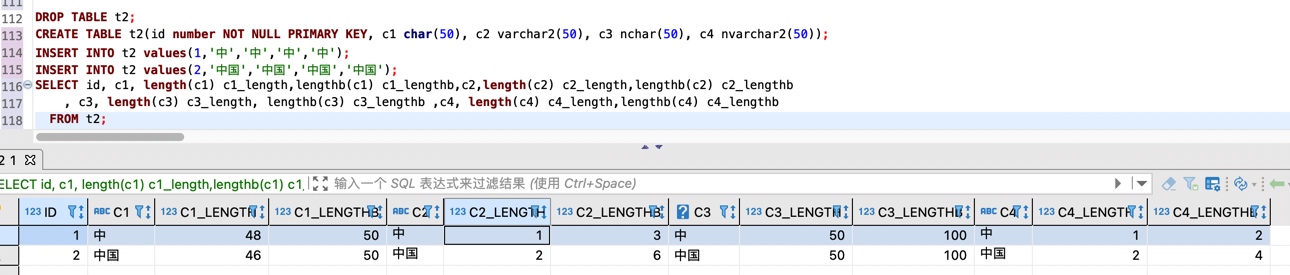 111
112 DROP TABLE t2;
113 CREATE TABLE t2(id number NOT NULL PRIMARY KEY, c1 char(50), c2 varchar2(50), c3 nchar(50), c4 nvarchar2(50));
114 INSERT INTO t2 values(1,'中','中','中','中');
115 INSERT INTO t2 values(2,'中国','中国','中国','中国');
116 SELECT id, c1, length(c1) c1_length,lengthb(c1) c1_lengthb,c2,length(c2) c2_length,lengthb(c2) c2_lengthb
117 , c3, length(c3) c3_length, lengthb(c3) c3_lengthb ,c4, length(c4) c4_length,lengthb(c4) c4_lengthb
118 FROM t2;
2 1
ELECT id, c1, length(c1) c1_length,lengthb(c1) c1_ 输入一个 SQL 表达式来过滤结果 (使用 Ctrl+Space)
123 ID ABC C1 123 C1_LENGTH 123 C1_LENGTHB ABC C2 123 C2_LENGTH 123 C2_LENGTHB ? C3 123 C3_LENGTH 123 C3_LENGTHB ABC C4 123 C4_LENGTH 123 C4_LENGTHB
1 中 48 50 中 1 3 中 50 100 中 1 2
2 中国 46 50 中国 2 6 中国 50 100 中国 2 4